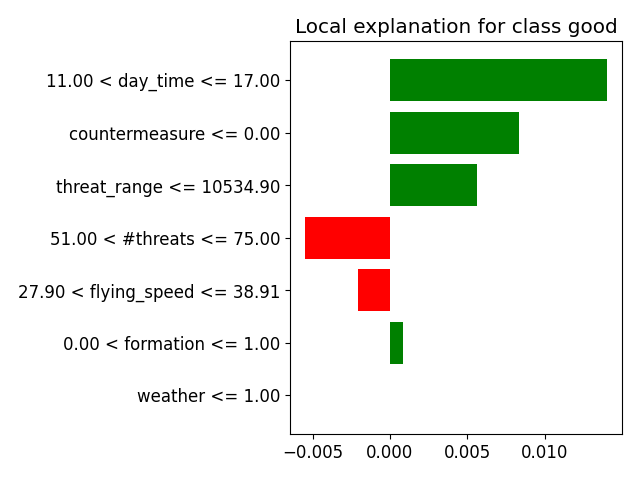 Local explanation for class good
11.00 < day_time <= 17.00
countermeasure <= 0.00
threat_range <= 10534.90
51.00 < #threats <= 75.00
27.90 < flying_speed <= 38.91
0.00 < formation <= 1.00
weather <= 1.00
−0.005 0.000 0.005 0.010